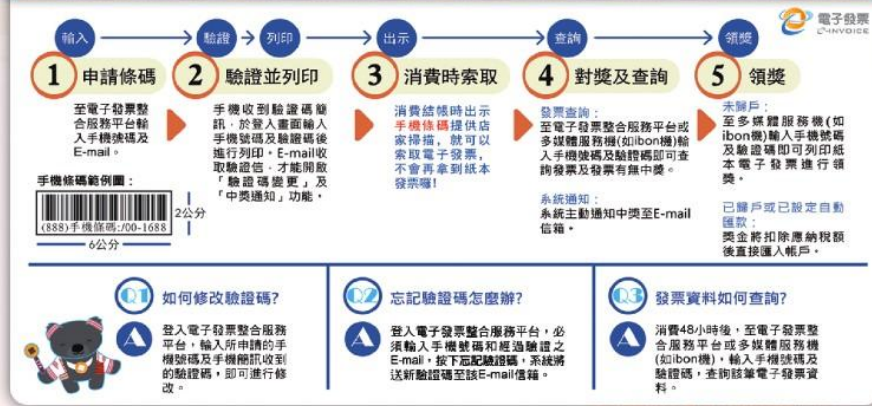 電子發票
E-INVOICE
輸入
驗證
列印
出示
查詢
領獎
1 申請條碼
至電子發票整
合服務平台輸
入手機號碼及
E-mail。
手機條碼範例圖：
(888)手機條碼:/00-1688
2公分
6公分
2 驗證並列印
手機收到驗證碼簡
訊，於登入畫面輸入
手機號碼及驗證碼後
進行列印。E-mail收
取驗證信，才能開啟
「驗證碼變更」及
「中獎通知」功能。
3 消費時索取
消費結帳時出示
手機條碼提供店
家掃描，就可以
索取電子發票，
不會再拿到紙本
發票囉!
4 對獎及查詢
發票查詢：
至電子發票整合服務平台或
多媒體服務機(如ibon機)輸
入手機號碼及驗證碼即可查
詢發票及發票有無中獎。
系統通知：
系統主動通知中獎至E-mail
信箱。
5 領獎
未歸戶：
至多媒體服務機(如
ibon機)輸入手機號碼
及驗證碼即可列印紙
本電子發票進行領
獎。
已歸戶或已設定自動
匯款：
獎金將扣除應納稅額
後直接匯入帳戶。
Q1 如何修改驗證碼?
A 登入電子發票整合服務
平台，輸入所申請的手
機號碼及手機簡訊收到
的驗證碼，即可進行修
改。
Q2 忘記驗證碼怎麼辦?
A 登入電子發票整合服務平台，必
須輸入手機號碼和經過驗證之
E-mail，按下忘記驗證碼，系統將
送新驗證碼至該E-mail信箱。
Q3 發票資料如何查詢?
A 消費48小時後，至電子發票整
合服務平台或多媒體服務機
(如ibon機)，輸入手機號碼及
驗證碼，查詢該筆電子發票資
料。